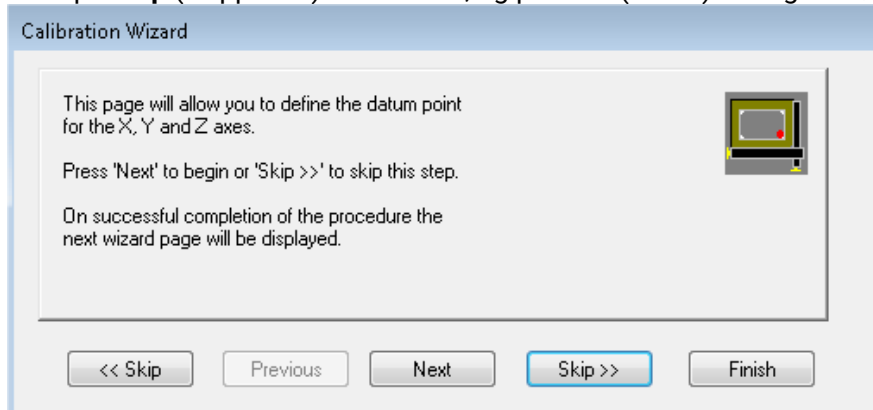 Calibration Wizard
This page will allow you to define the datum point
for the X, Y and Z axes.
Press 'Next' to begin or 'Skip >>' to skip this step.
On successful completion of the procedure the
next wizard page will be displayed.
<< Skip Previous Next Skip >> Finish